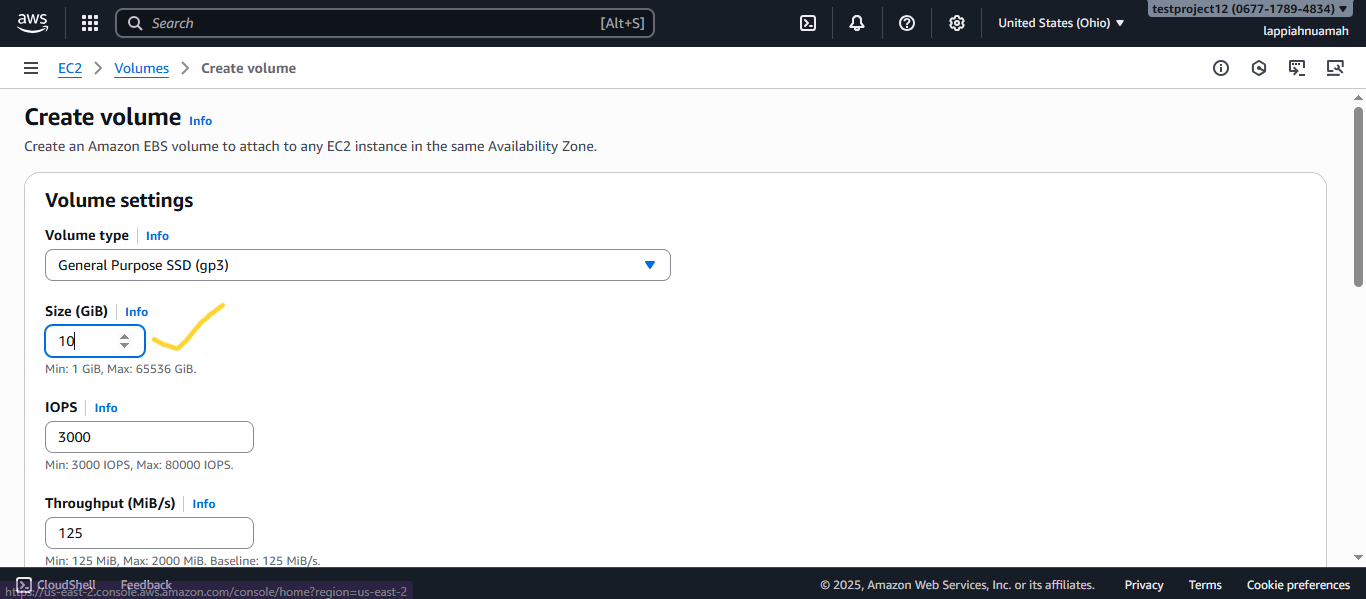 aws
Search [Alt+S]
United States (Ohio)
testproject12 (0677-1789-4834)
lappiahnuamah
EC2 Volumes Create volume
Create volume Info
Create an Amazon EBS volume to attach to any EC2 instance in the same Availability Zone.
Volume settings
Volume type Info
General Purpose SSD (gp3)
Size (GiB) Info
10
Min: 1 GiB, Max: 65536 GiB.
IOPS Info
3000
Min: 3000 IOPS, Max: 80000 IOPS.
Throughput (MiB/s) Info
125
Min: 125 MiB, Max: 2000 MiB. Baseline: 125 MiB/s.
CloudShell Feedback © 2025, Amazon Web Services, Inc. or its affiliates. Privacy Terms Cookie preferences
https://us-east-2.console.aws.amazon.com/console/home?region=us-east-2